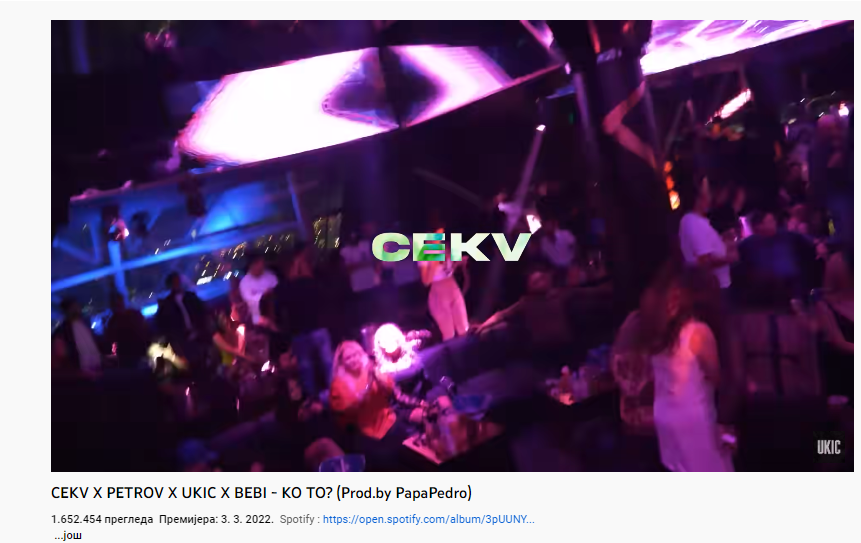 CEKV
UKIC
CEKV X PETROV X UKIC X BEBI - KO TO? (Prod.by PapaPedro)
1.652.454 прегледа Премијера: 3. 3. 2022. Spotify : https://open.spotify.com/album/3pUUNY...
...још